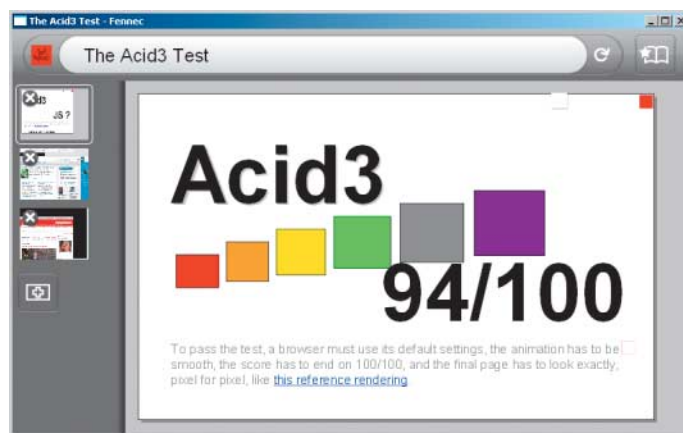 The Acid3 Test - Fennec
The Acid3 Test
JS ?
Acid3
94/100
To pass the test, a browser must use its default settings, the animation has to be
smooth, the score has to end on 100/100, and the final page has to look exactly,
pixel for pixel, like this reference rendering